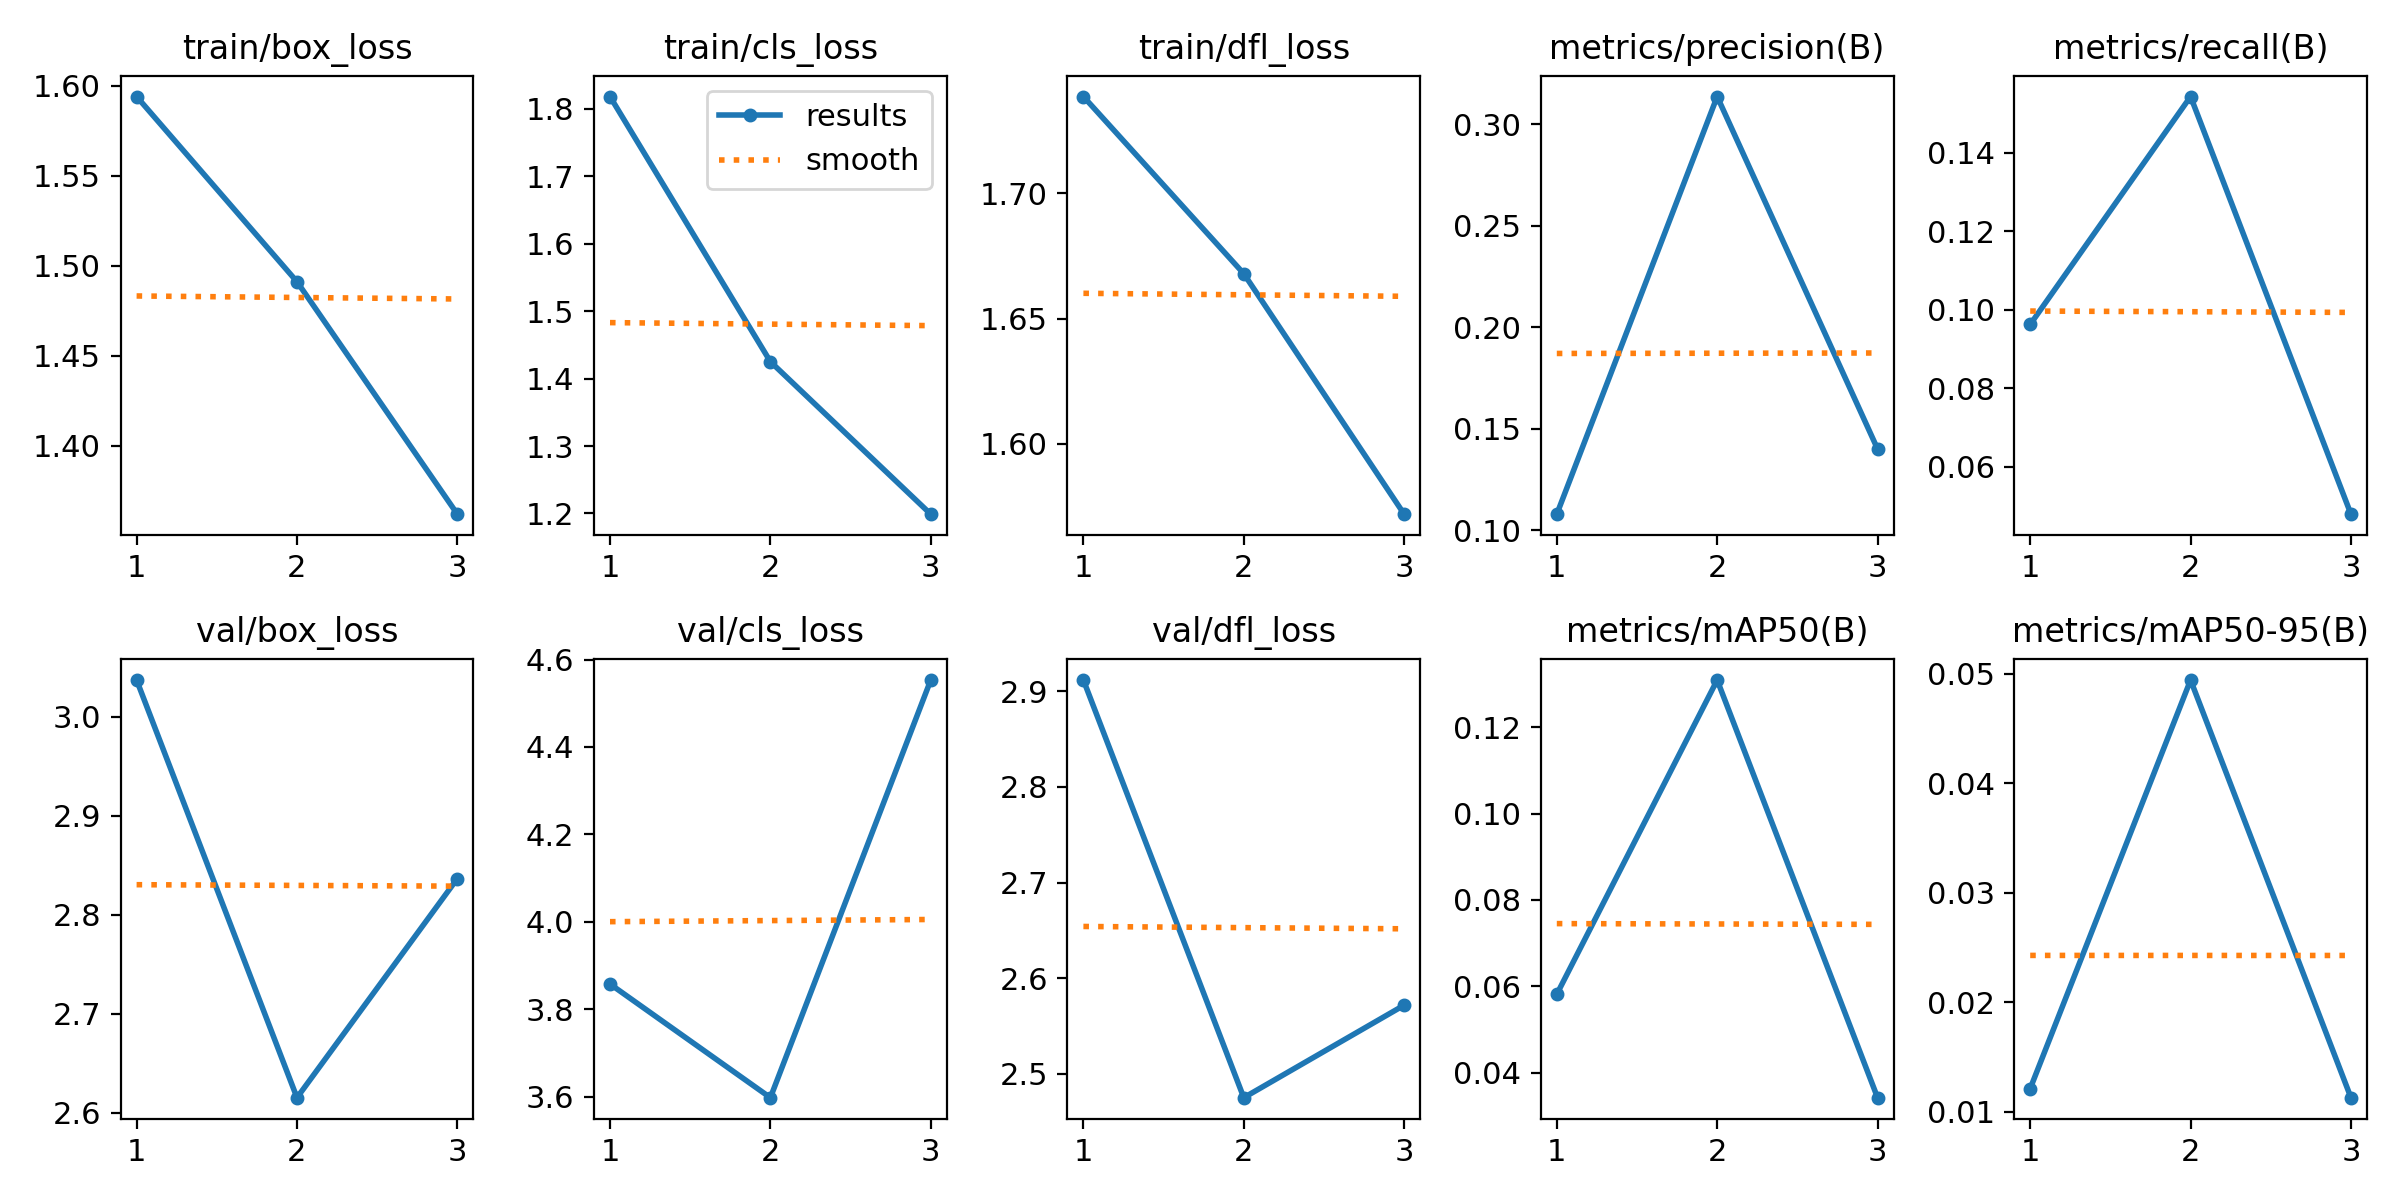 train/box_loss
1.60
1.55
1.50
1.45
1.40
1 2 3
train/cls_loss
results
smooth
1.8
1.7
1.6
1.5
1.4
1.3
1.2
1 2 3
train/dfl_loss
1.70
1.65
1.60
1 2 3
metrics/precision(B)
0.30
0.25
0.20
0.15
0.10
1 2 3
metrics/recall(B)
0.14
0.12
0.10
0.08
0.06
1 2 3
val/box_loss
3.0
2.9
2.8
2.7
2.6
1 2 3
val/cls_loss
4.6
4.4
4.2
4.0
3.8
3.6
1 2 3
val/dfl_loss
2.9
2.8
2.7
2.6
2.5
1 2 3
metrics/mAP50(B)
0.12
0.10
0.08
0.06
0.04
1 2 3
metrics/mAP50-95(B)
0.05
0.04
0.03
0.02
0.01
1 2 3